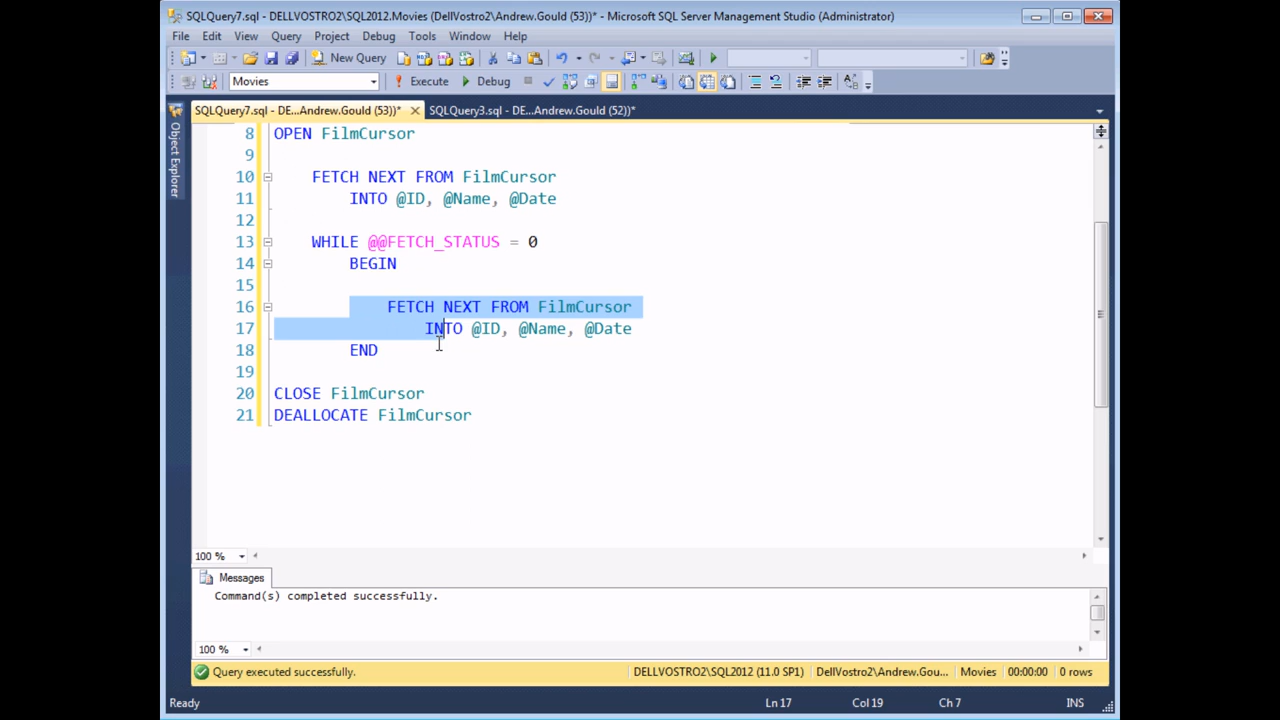 SQLQuery7.sql - DELLVOSTRO2\SQL2012.Movies (DellVostro2\Andrew.Gould (53))* - Microsoft SQL Server Management Studio (Administrator)
File Edit View Query Project Debug Tools Window Help
New Query
Movies Execute Debug
SQLQuery7.sql - DE...Andrew.Gould (53))* SQLQuery3.sql - DE...Andrew.Gould (52))*
Object Explorer
8 OPEN FilmCursor
9
10 FETCH NEXT FROM FilmCursor
11 INTO @ID, @Name, @Date
12
13 WHILE @@FETCH_STATUS = 0
14 BEGIN
15
16 FETCH NEXT FROM FilmCursor
17 INTO @ID, @Name, @Date
18 END
19
20 CLOSE FilmCursor
21 DEALLOCATE FilmCursor
100 %
Messages
Command(s) completed successfully.
100 %
Query executed successfully. DELLVOSTRO2\SQL2012 (11.0 SP1) DellVostro2\Andrew.Gou... Movies 00:00:00 0 rows
Ready Ln 17 Col 19 Ch 7 INS